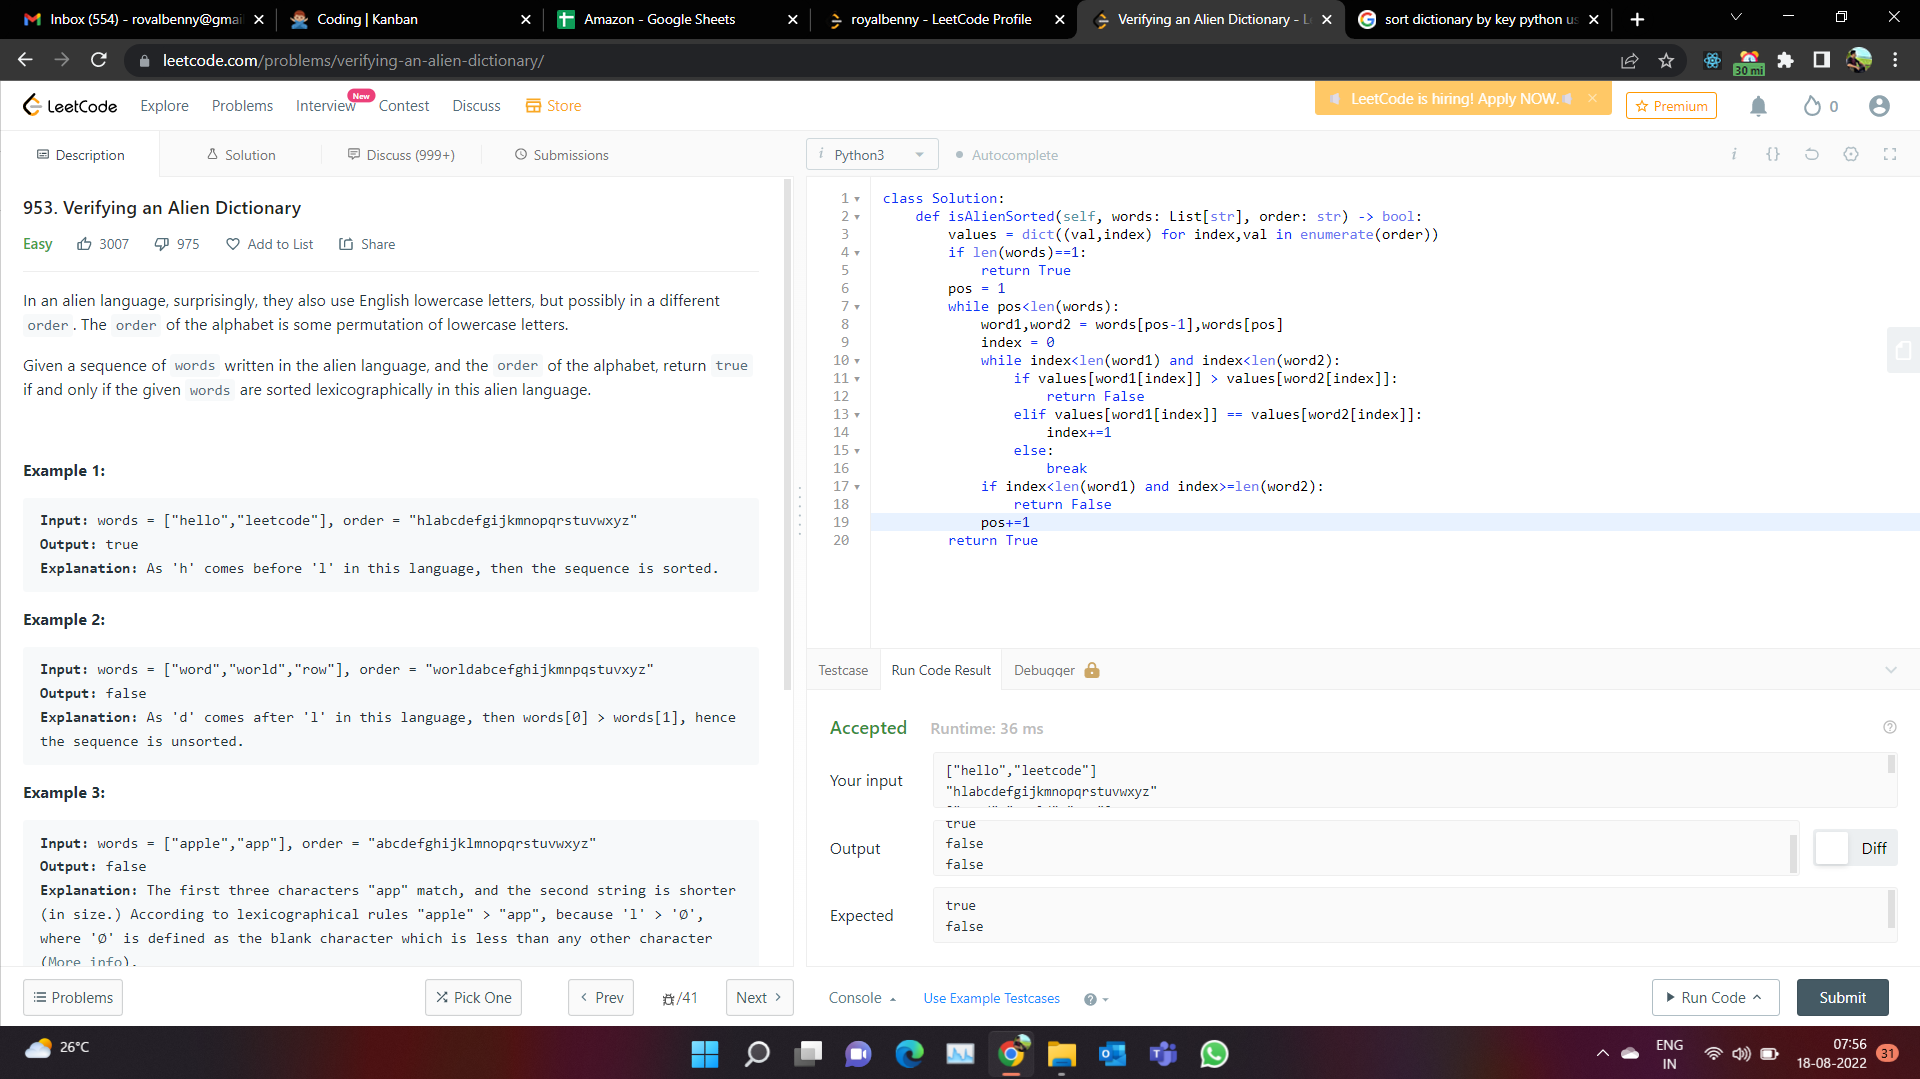 Inbox (554) - rovalbenny@gmai
Coding | Kanban
Amazon - Google Sheets
royalbenny - LeetCode Profile
Verifying an Alien Dictionary - L
sort dictionary by key python us
leetcode.com/problems/verifying-an-alien-dictionary/
30 mi
LeetCode
Explore
Problems
Interview
New
Contest
Discuss
Store
LeetCode is hiring! Apply NOW.
Premium
0
Description
Solution
Discuss (999+)
Submissions
i Python3
Autocomplete
i {}
953. Verifying an Alien Dictionary
Easy
3007
975
Add to List
Share
In an alien language, surprisingly, they also use English lowercase letters, but possibly in a different
order. The order of the alphabet is some permutation of lowercase letters.
Given a sequence of words written in the alien language, and the order of the alphabet, return true
if and only if the given words are sorted lexicographically in this alien language.
Example 1:
Input: words = ["hello","leetcode"], order = "hlabcdefgijkmnopqrstuvwxyz"
Output: true
Explanation: As 'h' comes before 'l' in this language, then the sequence is sorted.
Example 2:
Input: words = ["word","world","row"], order = "worldabcefghijkmnpqstuvxyz"
Output: false
Explanation: As 'd' comes after 'l' in this language, then words[0] > words[1], hence
the sequence is unsorted.
Example 3:
Input: words = ["apple","app"], order = "abcdefghijklmnopqrstuvwxyz"
Output: false
Explanation: The first three characters "app" match, and the second string is shorter
(in size.) According to lexicographical rules "apple" > "app", because 'l' > '∅',
where '∅' is defined as the blank character which is less than any other character
(More info).
1 class Solution:
2 def isAlienSorted(self, words: List[str], order: str) -> bool:
3 values = dict((val,index) for index,val in enumerate(order))
4 if len(words)==1:
5 return True
6 pos = 1
7 while pos<len(words):
8 word1,word2 = words[pos-1],words[pos]
9 index = 0
10 while index<len(word1) and index<len(word2):
11 if values[word1[index]] > values[word2[index]]:
12 return False
13 elif values[word1[index]] == values[word2[index]]:
14 index+=1
15 else:
16 break
17 if index<len(word1) and index>=len(word2):
18 return False
19 pos+=1
20 return True
Testcase
Run Code Result
Debugger
Accepted
Runtime: 36 ms
Your input
["hello","leetcode"]
"hlabcdefgijkmnopqrstuvwxyz"
Output
true
false
false
Diff
Expected
true
false
Problems
Pick One
Prev
/41
Next
Console
Use Example Testcases
Run Code
Submit
26°C
ENG
IN
07:56
18-08-2022
31